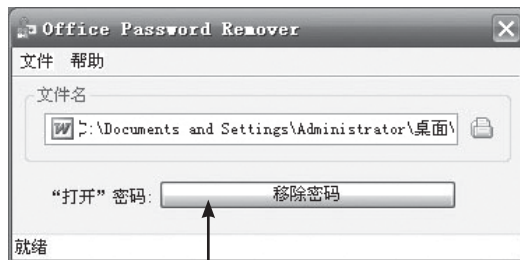 Office Password Remover
文件 帮助
文件名
C:\Documents and Settings\Administrator\桌面\
“打开” 密码: 移除密码
就绪